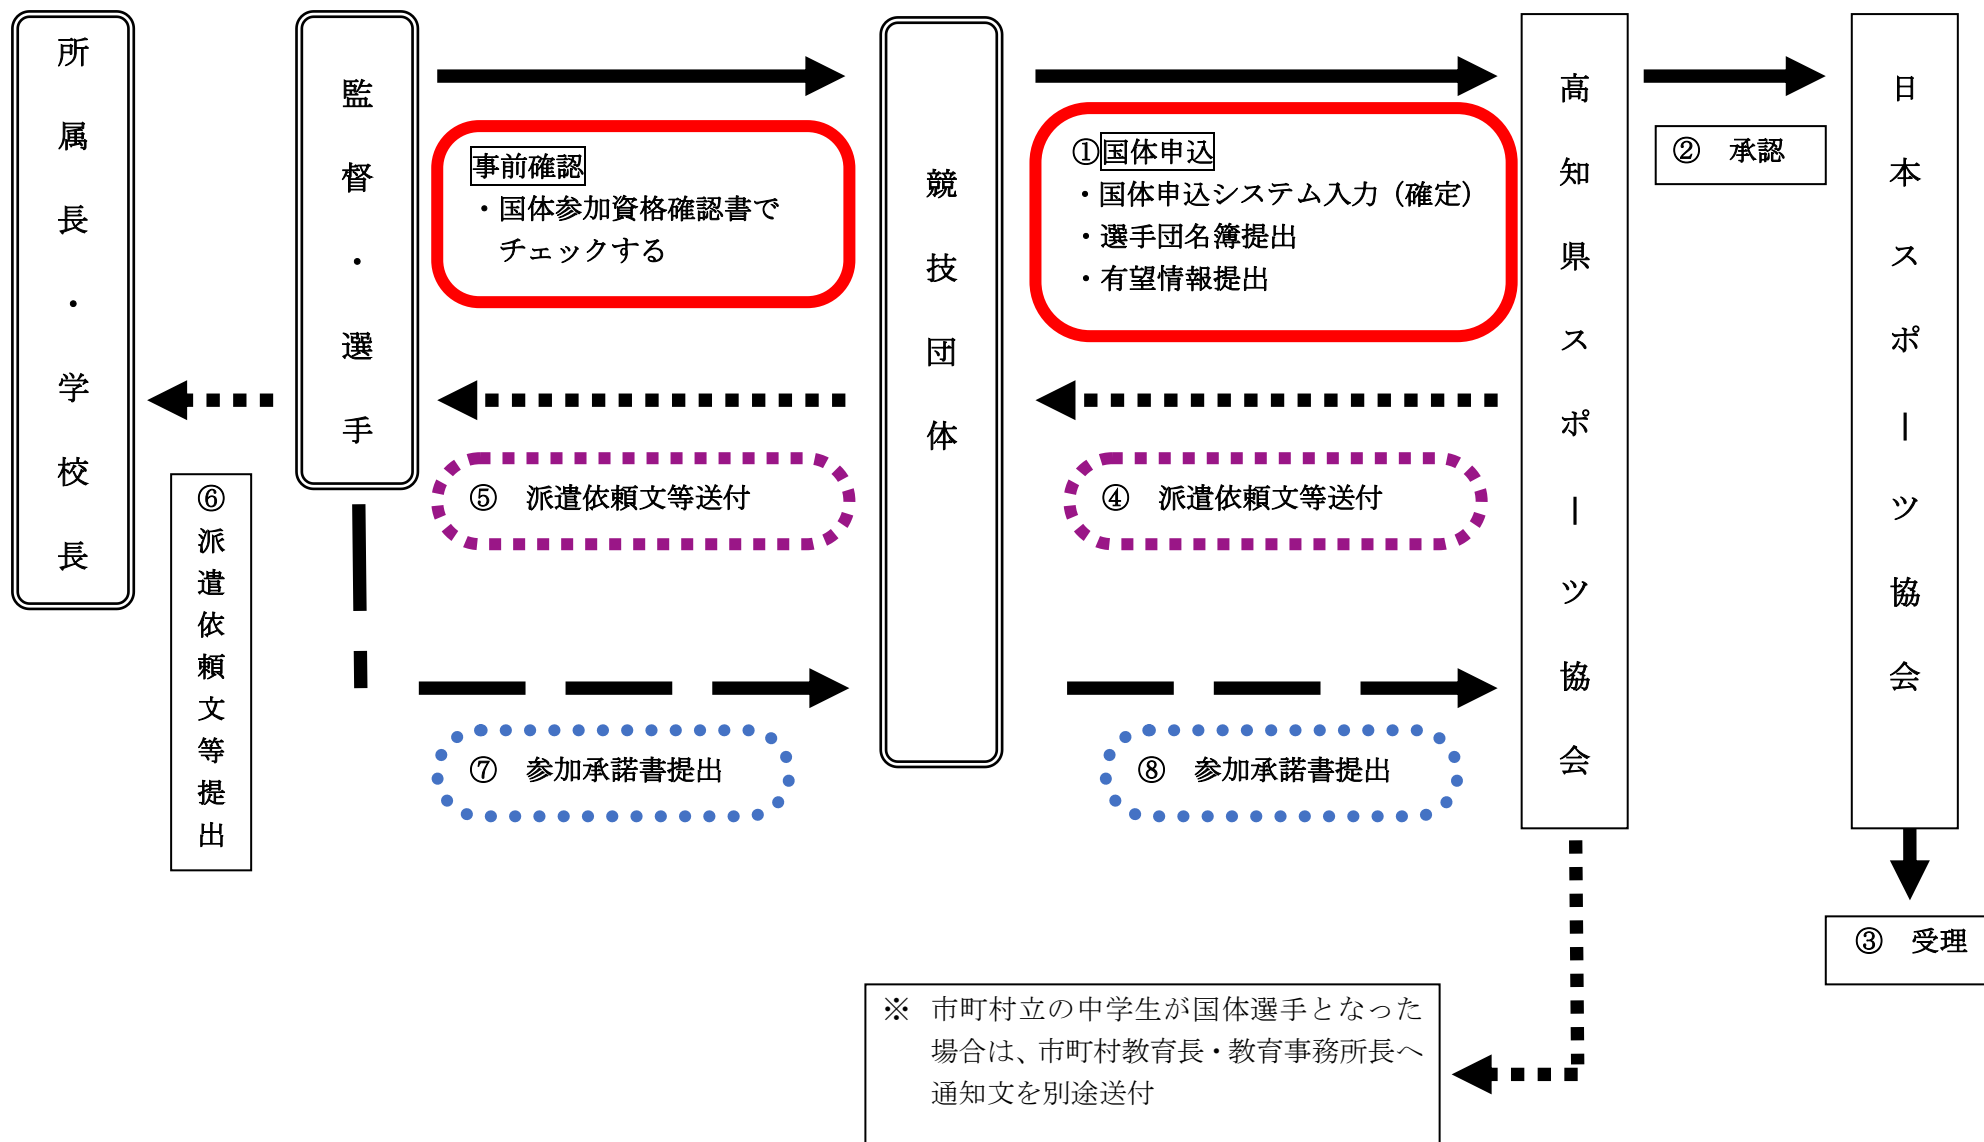 所属長・学校長
監督・選手
事前確認
・国体参加資格確認書で
チェックする
競技団体
①国体申込
・国体申込システム入力（確定）
・選手団名簿提出
・有望情報提出
高知県スポーツ協会
② 承認
日本スポーツ協会
⑤ 派遣依頼文等送付
④ 派遣依頼文等送付
⑥派遣依頼文等提出
⑦ 参加承諾書提出
⑧ 参加承諾書提出
③ 受理
※ 市町村立の中学生が国体選手となった
場合は、市町村教育長・教育事務所長へ
通知文を別途送付